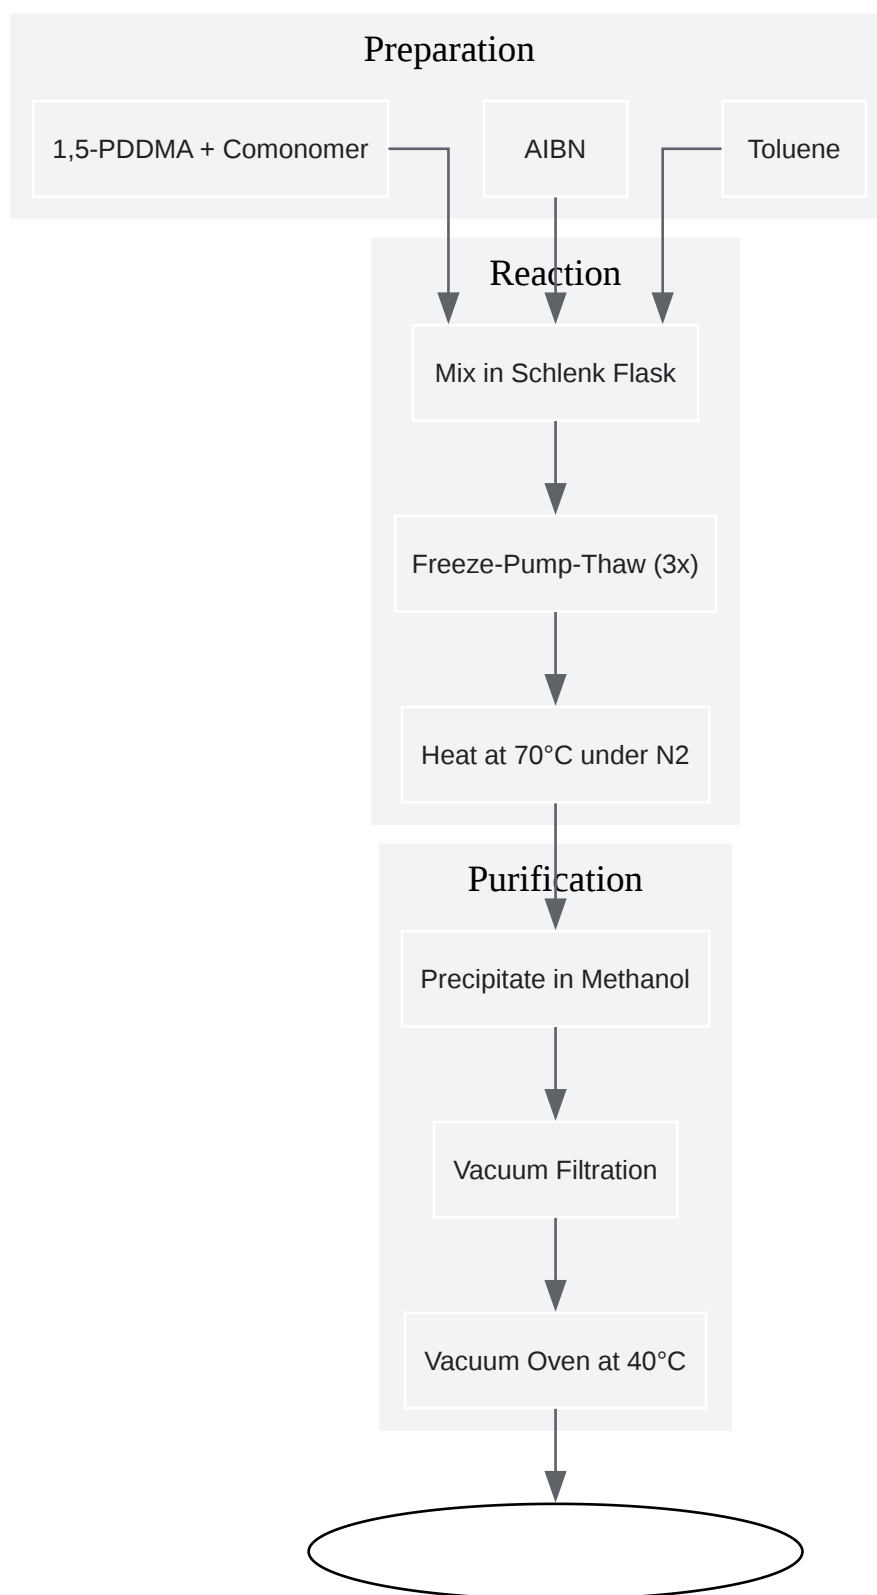 Preparation
1,5-PDDMA + Comonomer
AIBN
Toluene
Reaction
Mix in Schlenk Flask
Freeze-Pump-Thaw (3x)
Heat at 70°C under N2
Purification
Precipitate in Methanol
Vacuum Filtration
Vacuum Oven at 40°C